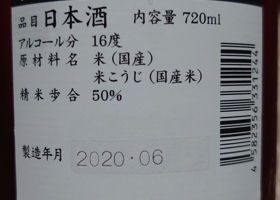 品目 日本酒 内容量 720ml
アルコール分 16度
原材料名 米(国産)
米こうじ(国産米)
精米歩合 50%
製造年月 2020・06
4 582356 331244